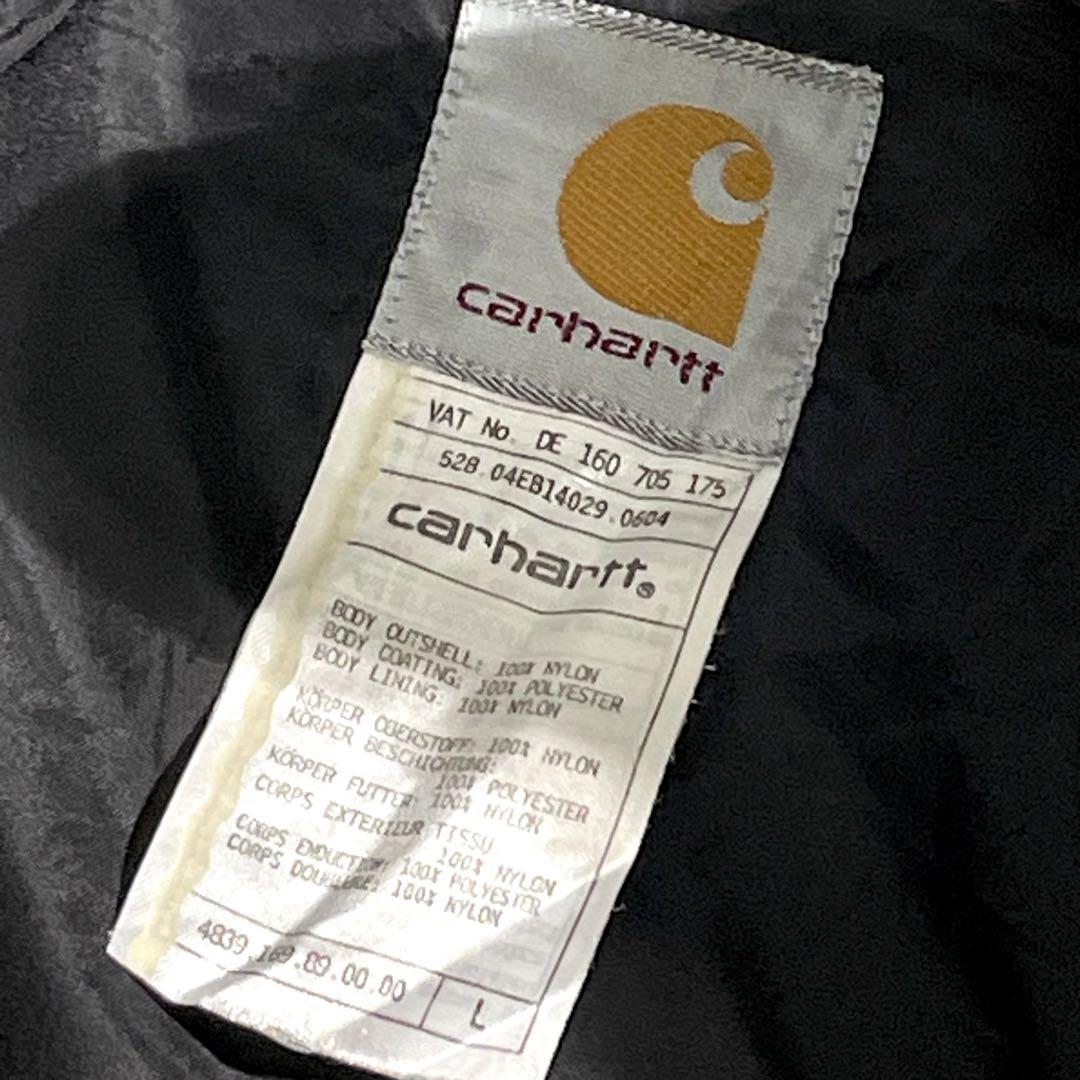 carhartt
VAT No. DE 160 705 175
528.04EB14029.0604
carhartt®
BODY OUTSHELL: 100% NYLON
BODY COATING: 100% POLYESTER
BODY LINING: 100% NYLON
KÖRPER OBERSTOFF: 100% NYLON
KÖRPER BESCHICHTUNG:
100% POLYESTER
KÖRPER FUTTER: 100% NYLON
CORPS EXTERIEUR TISSU
100% NYLON
CORPS ENDUCTION: 100% POLYESTER
CORPS DOUBLURE: 100% NYLON
4839.169.89.00.00
L